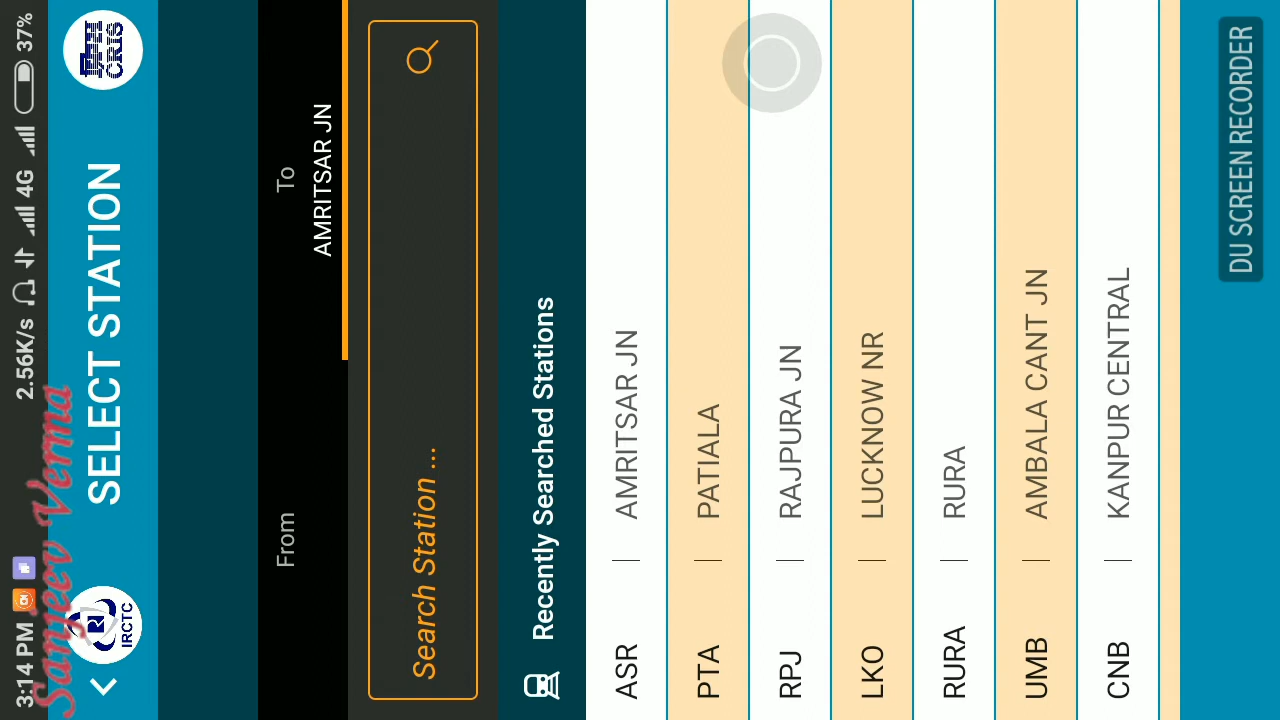 3:14 PM 2.56K/s 4G 37%
Sanjeev Verma
IRCTC
SELECT STATION
CRIS
From
To
AMRITSAR JN
Search Station ...
Recently Searched Stations
ASR | AMRITSAR JN
PTA | PATIALA
RPJ | RAJPURA JN
LKO | LUCKNOW NR
RURA | RURA
UMB | AMBALA CANT JN
CNB | KANPUR CENTRAL
DU SCREEN RECORDER